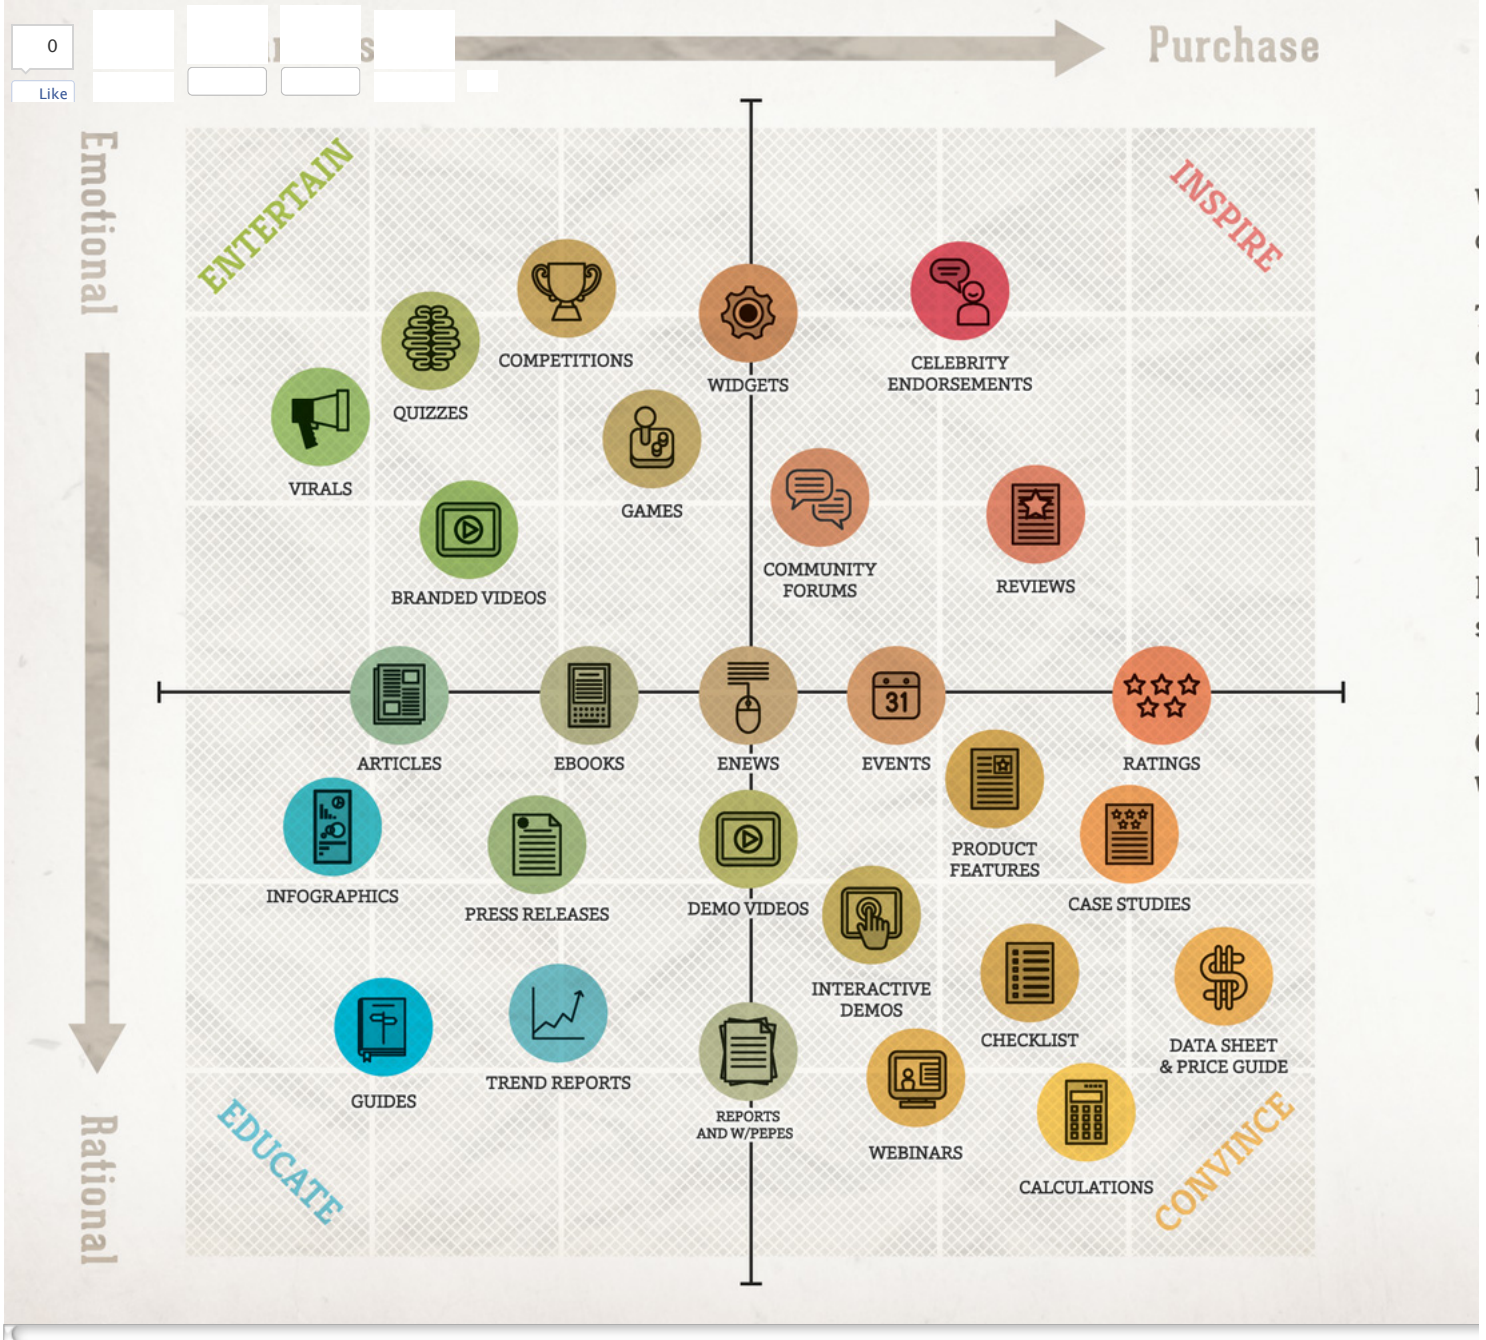 0
Like
Purchase
Emotional
ENTERTAIN
INSPIRE
COMPETITIONS
WIDGETS
CELEBRITY
ENDORSEMENTS
QUIZZES
VIRALS
GAMES
BRANDED VIDEOS
COMMUNITY
FORUMS
REVIEWS
31
ARTICLES
EBOOKS
ENEWS
EVENTS
RATINGS
PRODUCT
FEATURES
INFOGRAPHICS
PRESS RELEASES
DEMO VIDEOS
CASE STUDIES
INTERACTIVE
DEMOS
CHECKLIST
DATA SHEET
& PRICE GUIDE
GUIDES
TREND REPORTS
REPORTS
AND W/PEPES
WEBINARS
CALCULATIONS
Rational
EDUCATE
CONVINCE